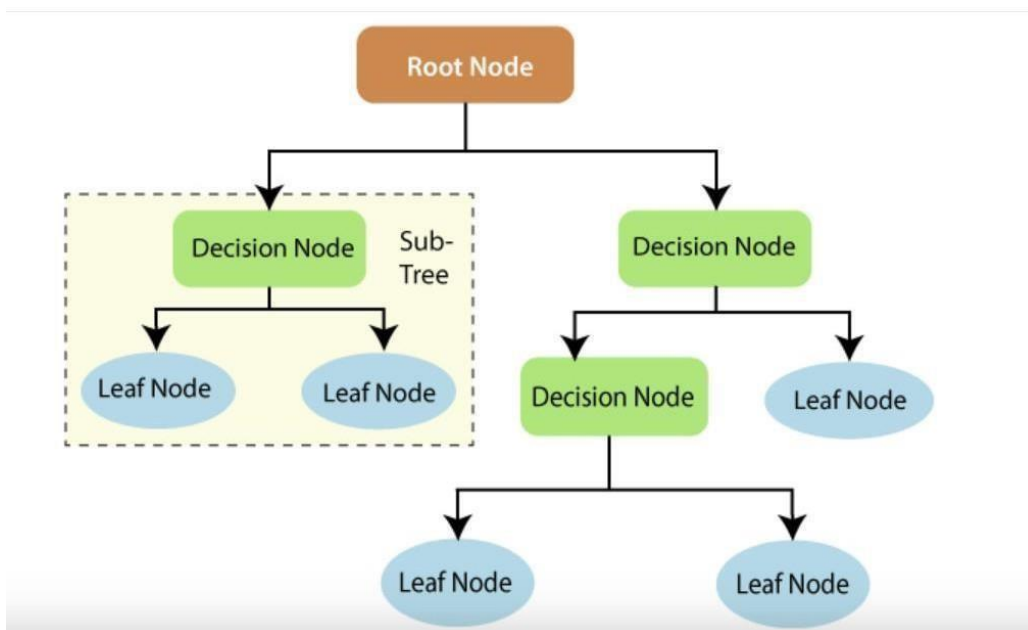 Root Node
Decision Node
Sub-
Tree
Decision Node
Leaf Node
Leaf Node
Decision Node
Leaf Node
Leaf Node
Leaf Node